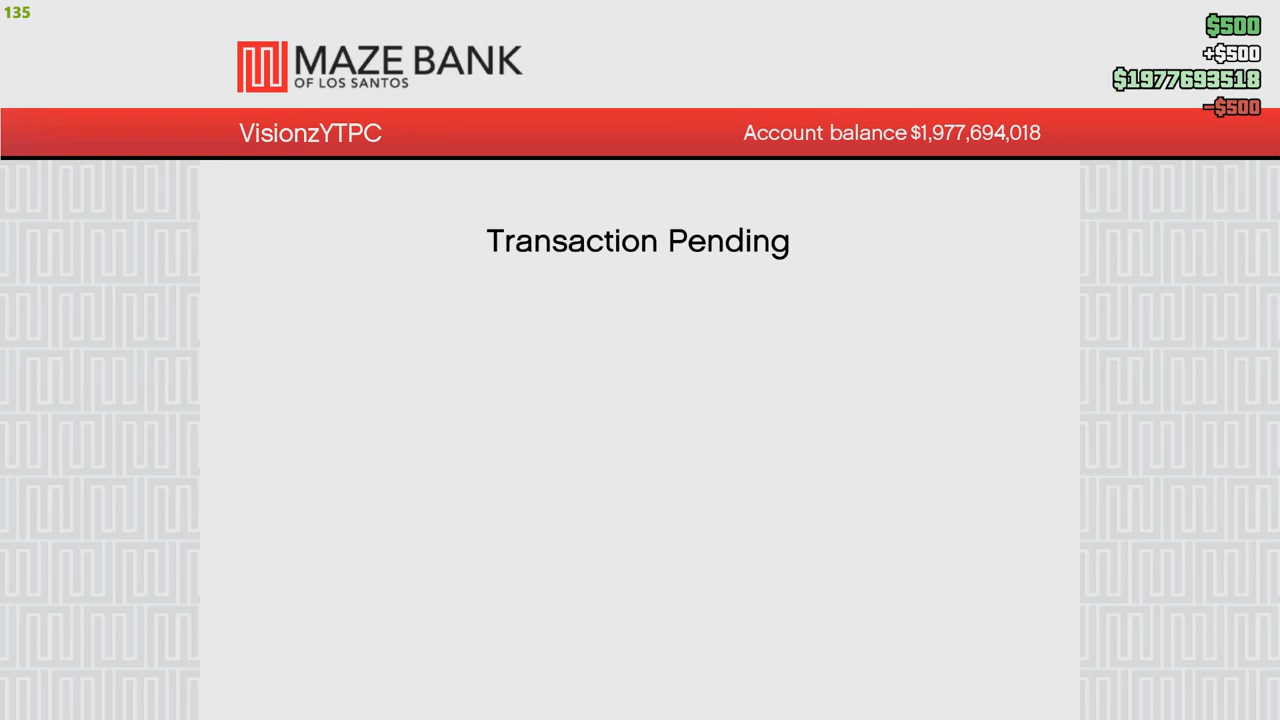 135
$500
+$500
$1977693518
-$500
MAZE BANK
OF LOS SANTOS
VisionzYTPC
Account balance $1,977,694,018
Transaction Pending